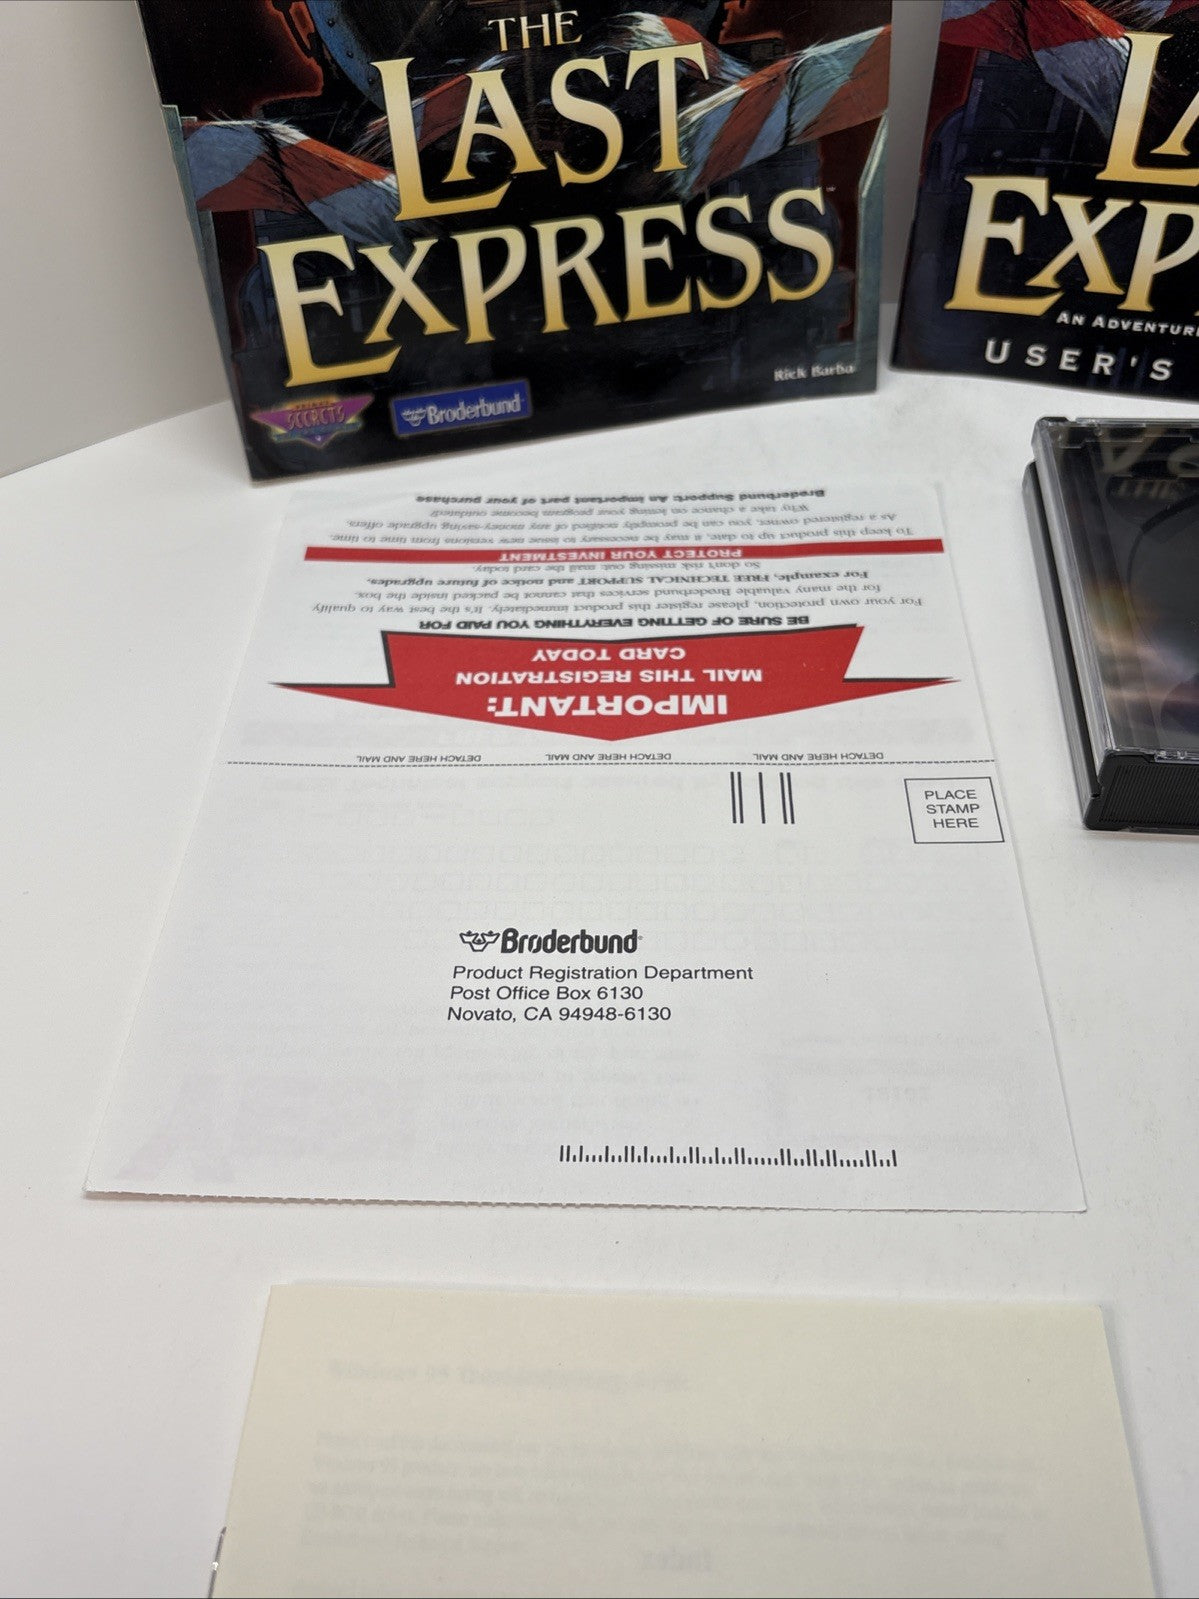 THE
LAST
EXPRESS™
Rick Barba
SECRETS
Brøderbund
EXP
AN ADVENTUR
USER'S
Broderbund Support: An important part of your purchase
Why take a chance on letting your program become outdated?
As a registered owner, you can be promptly notified of any money-saving upgrade offers.
To keep this product up to date, it may be necessary to issue new versions from time to time.
PROTECT YOUR INVESTMENT
So don't risk missing out: mail the card today.
For example, FREE TECHNICAL SUPPORT and notice of future upgrades.
for the many valuable Broderbund services that cannot be packed inside the box.
For your own protection, please register this product immediately. It's the best way to qualify
BE SURE OF GETTING EVERYTHING YOU PAID FOR
CARD TODAY
MAIL THIS REGISTRATION
IMPORTANT:
DETACH HERE AND MAIL DETACH HERE AND MAIL DETACH HERE AND MAIL
PLACE
STAMP
HERE
Brøderbund
Product Registration Department
Post Office Box 6130
Novato, CA 94948-6130